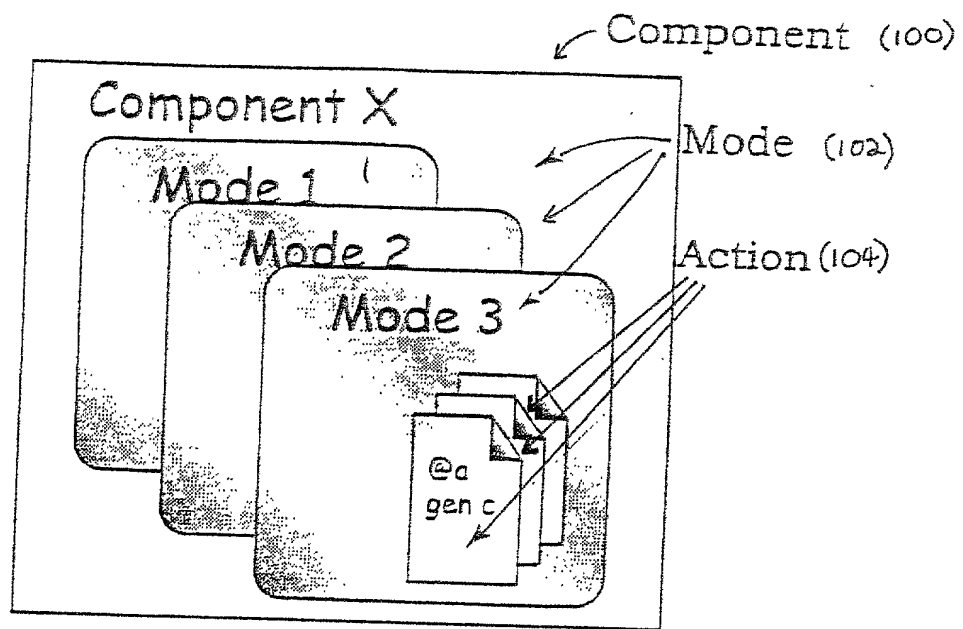 Component (100)
Component X
Mode (102)
Mode 1
Mode 2
Action (104)
Mode 3
@a
gen c